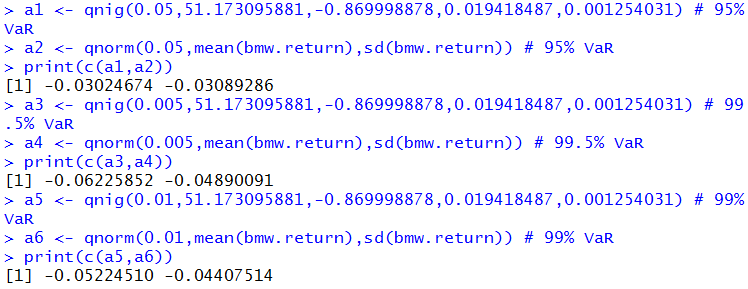 > a1 <- qnig(0.05,51.173095881,-0.869998878,0.019418487,0.001254031) # 95%
VaR
> a2 <- qnorm(0.05,mean(bmw.return),sd(bmw.return)) # 95% VaR
> print(c(a1,a2))
[1] -0.03024674 -0.03089286
> a3 <- qnig(0.005,51.173095881,-0.869998878,0.019418487,0.001254031) # 99
.5% VaR
> a4 <- qnorm(0.005,mean(bmw.return),sd(bmw.return)) # 99.5% VaR
> print(c(a3,a4))
[1] -0.06225852 -0.04890091
> a5 <- qnig(0.01,51.173095881,-0.869998878,0.019418487,0.001254031) # 99%
VaR
> a6 <- qnorm(0.01,mean(bmw.return),sd(bmw.return)) # 99% VaR
> print(c(a5,a6))
[1] -0.05224510 -0.04407514